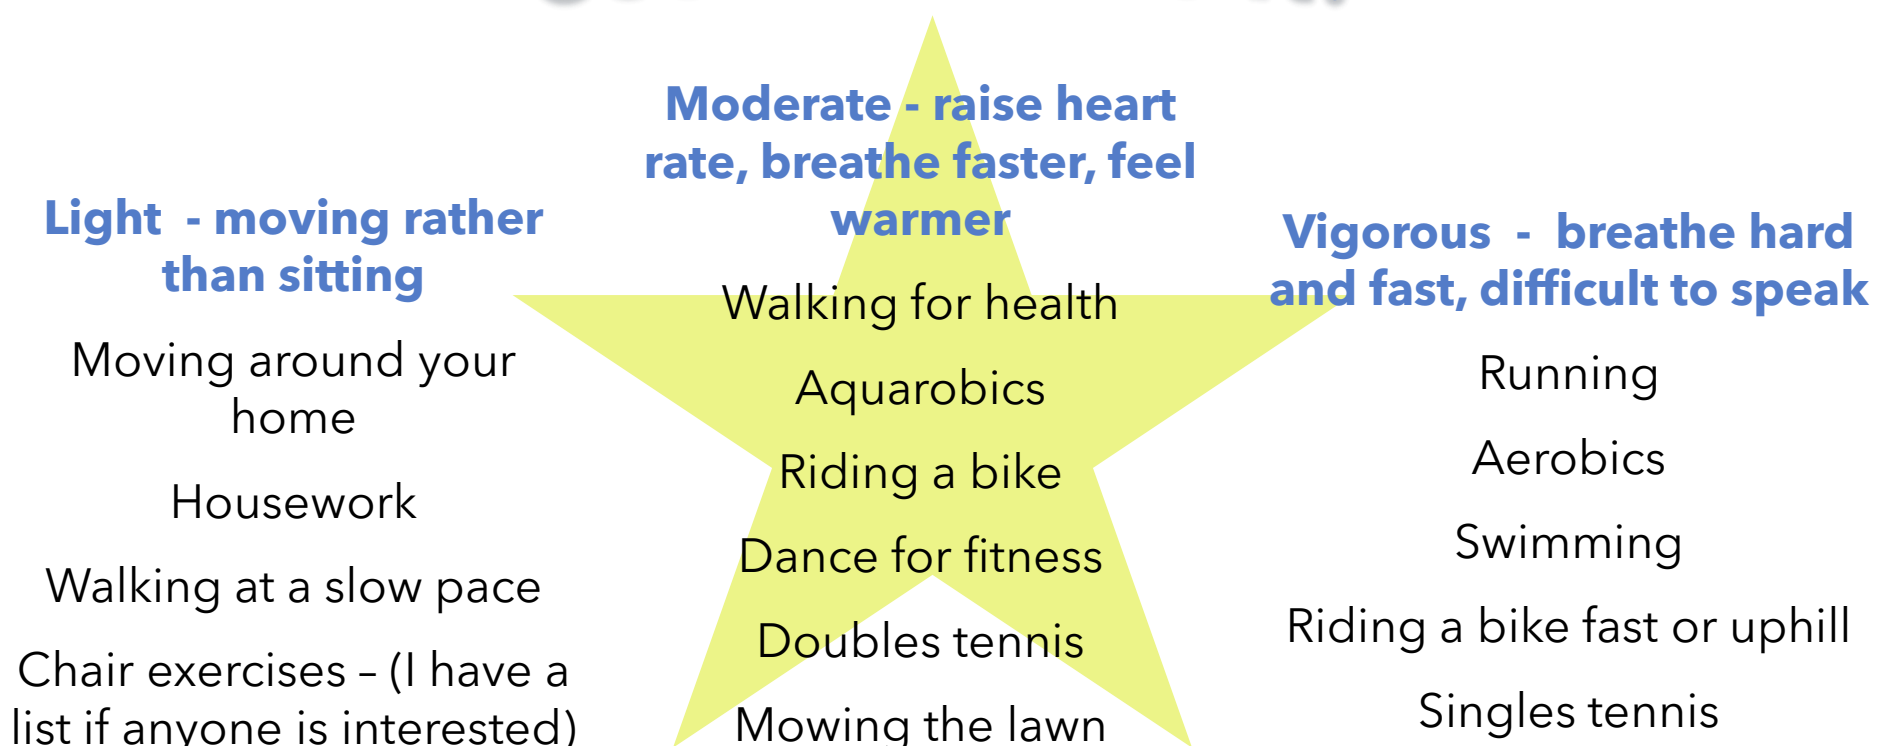 Light  - moving rather
than sitting
Moving around your
home
Housework
Walking at a slow pace
Chair exercises – (I have a
list if anyone is interested)
Moderate - raise heart
rate, breathe faster, feel
warmer
Walking for health
Aquarobics
Riding a bike
Dance for fitness
Doubles tennis
Mowing the lawn
Vigorous  -  breathe hard
and fast, difficult to speak
Running
Aerobics
Swimming
Riding a bike fast or uphill
Singles tennis